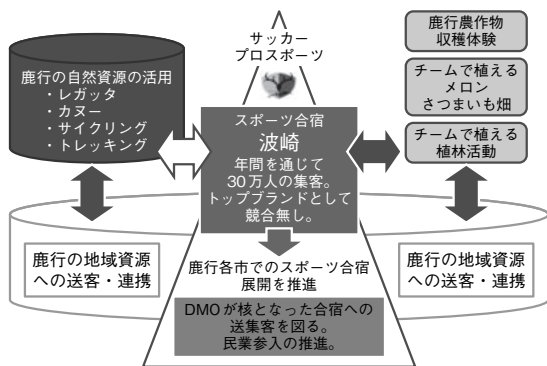 サッカー
プロスポーツ
鹿行の自然資源の活用
・レガッタ
・カヌー
・サイクリング
・トレッキング
スポーツ合宿
波崎
年間を通じて
30万人の集客。
トップブランドとして
競合無し。
鹿行農作物
収穫体験
チームで植える
メロン
さつまいも畑
チームで植える
植林活動
鹿行の地域資源
への送客・連携
鹿行各市でのスポーツ合宿
展開を推進
DMOが核となった合宿への
送集客を図る。
民業参入の推進。
鹿行の地域資源
への送客・連携